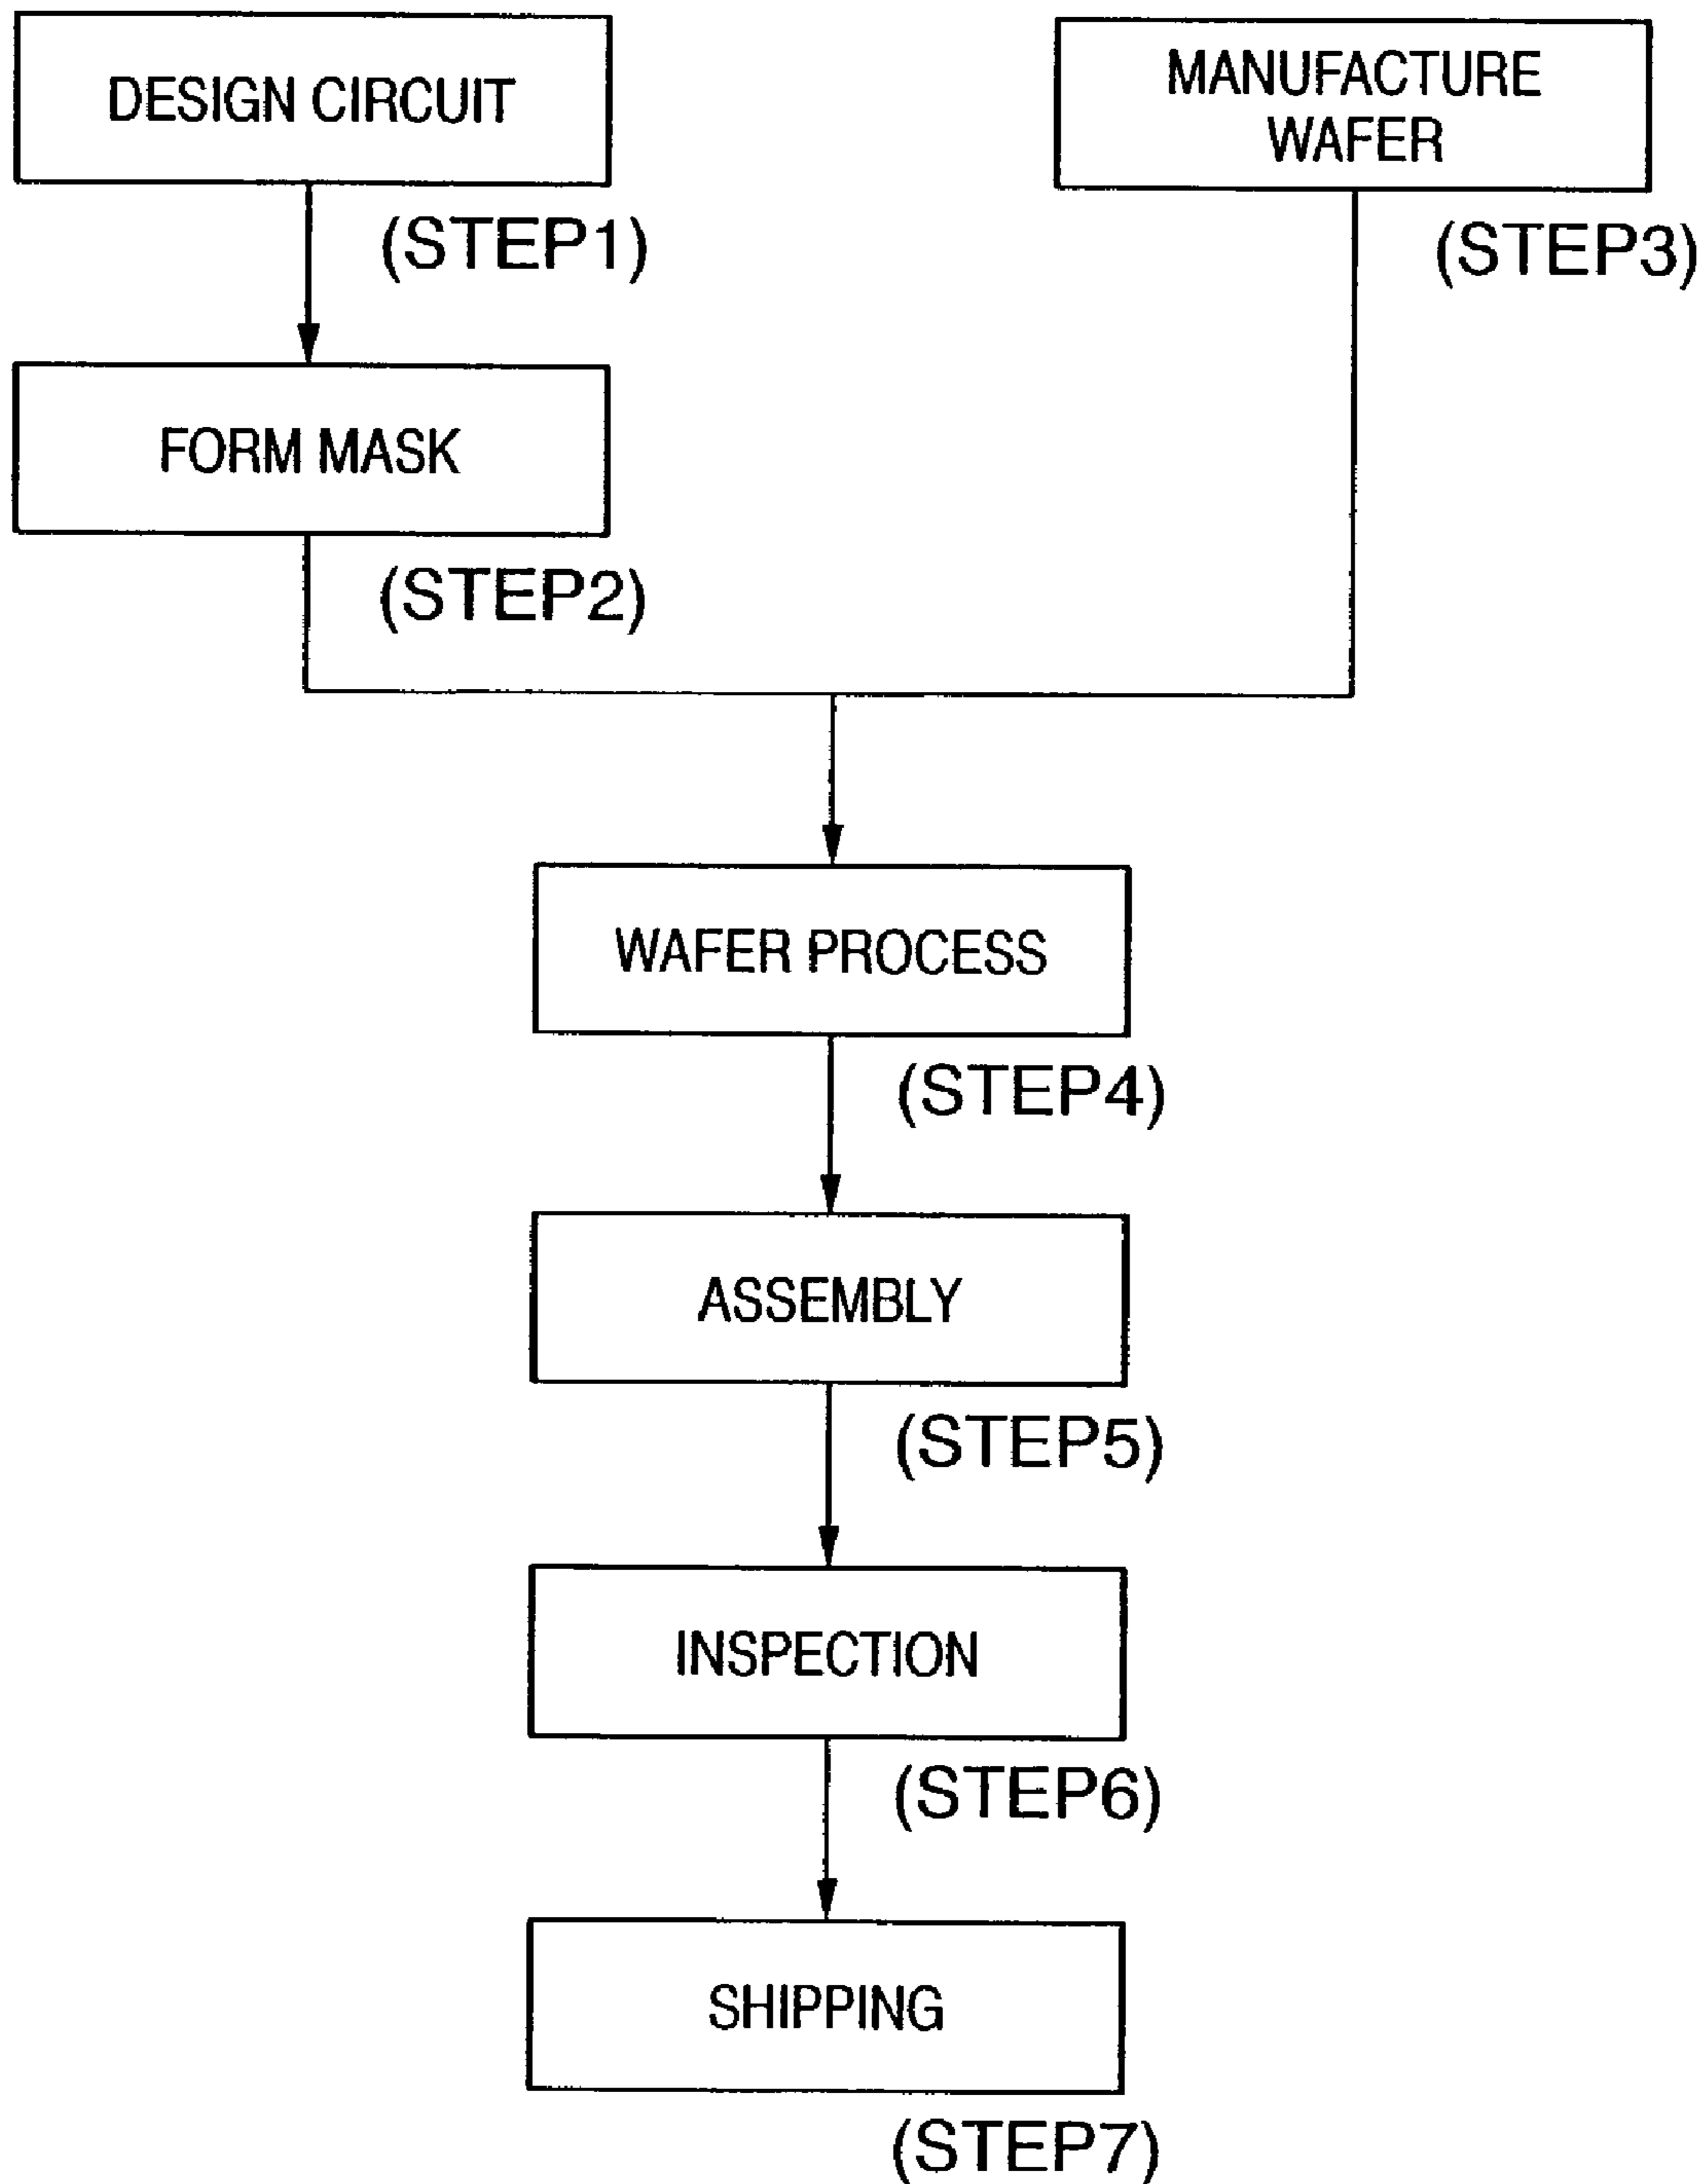 DESIGN CIRCUIT
(STEP1)
FORM MASK
(STEP2)
MANUFACTURE
WAFER
(STEP3)
WAFER PROCESS
(STEP4)
ASSEMBLY
(STEP5)
INSPECTION
(STEP6)
SHIPPING
(STEP7)